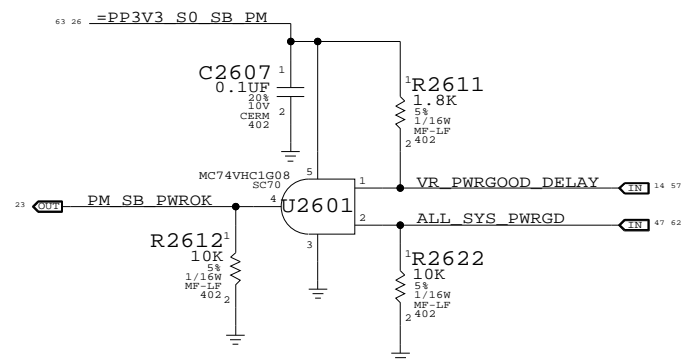 63 26 =PP3V3_S0_SB_PM
C2607 1
0.1UF
20%
10V 2
CERM
402
1 R2611
1.8K
5%
1/16W
MF-LF
2 402
MC74VHC1G08
SC70
5
1 VR_PWRGOOD_DELAY IN 14 57
23 OUT PM_SB_PWROK 4 U2601
2 ALL_SYS_PWRGD IN 47 62
3
R2612 1
10K
5%
1/16W
MF-LF
402 2
1 R2622
10K
5%
1/16W
MF-LF
2 402